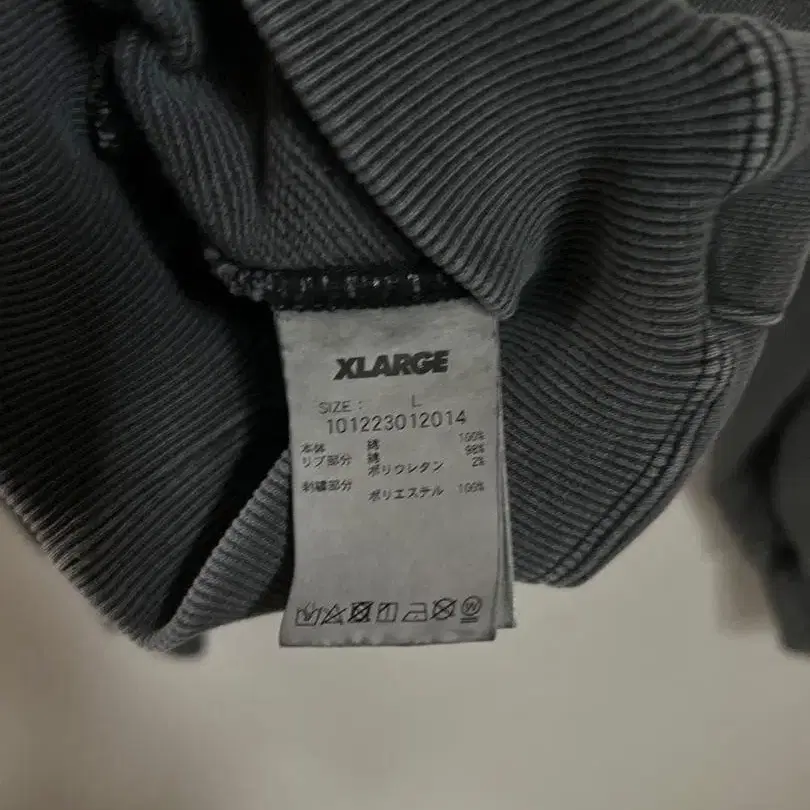 XLARGE
SIZE : L
101223012014
本体 綿 100%
リブ部分 綿 98%
ポリウレタン 2%
刺繍部分 ポリエステル 100%
W